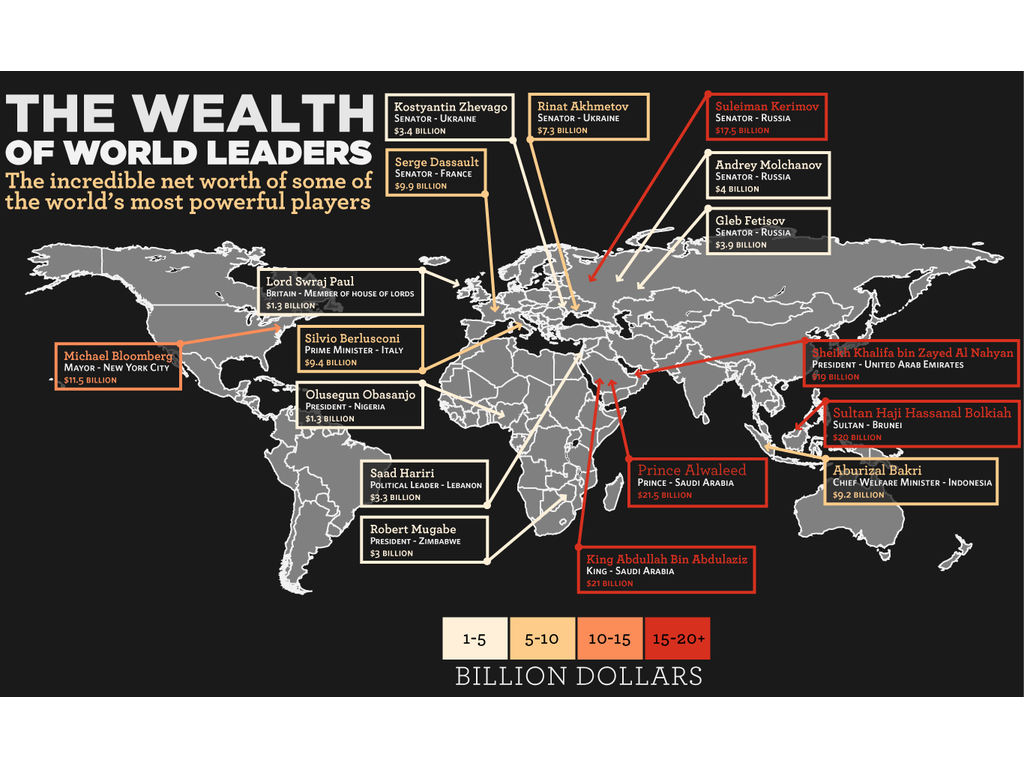 THE WEALTH
OF WORLD LEADERS
The incredible net worth of some of
the world's most powerful players
Kostyantin Zhevago
Senator - Ukraine
$3.4 billion
Rinat Akhmetov
Senator - Ukraine
$7.3 billion
Suleiman Kerimov
Senator - Russia
$17.5 billion
Serge Dassault
Senator - France
$9.9 billion
Andrey Molchanov
Senator - Russia
$4 billion
Gleb Fetisov
Senator - Russia
$3.9 billion
Lord Swraj Paul
Britain - Member of house of lords
$1.3 billion
Silvio Berlusconi
Prime Minister - Italy
$9.4 billion
Michael Bloomberg
Mayor - New York City
$11.5 billion
Sheikh Khalifa bin Zayed Al Nahyan
President - United Arab Emirates
$19 billion
Olusegun Obasanjo
President - Nigeria
$1.3 billion
Sultan Haji Hassanal Bolkiah
Sultan - Brunei
$20 billion
Saad Hariri
Political Leader - Lebanon
$3.3 billion
Prince Alwaleed
Prince - Saudi Arabia
$21.5 billion
Aburizal Bakri
Chief Welfare Minister - Indonesia
$9.2 billion
Robert Mugabe
President - Zimbabwe
$3 billion
King Abdullah Bin Abdulaziz
King - Saudi Arabia
$21 billion
1-5 5-10 10-15 15-20+
BILLION DOLLARS